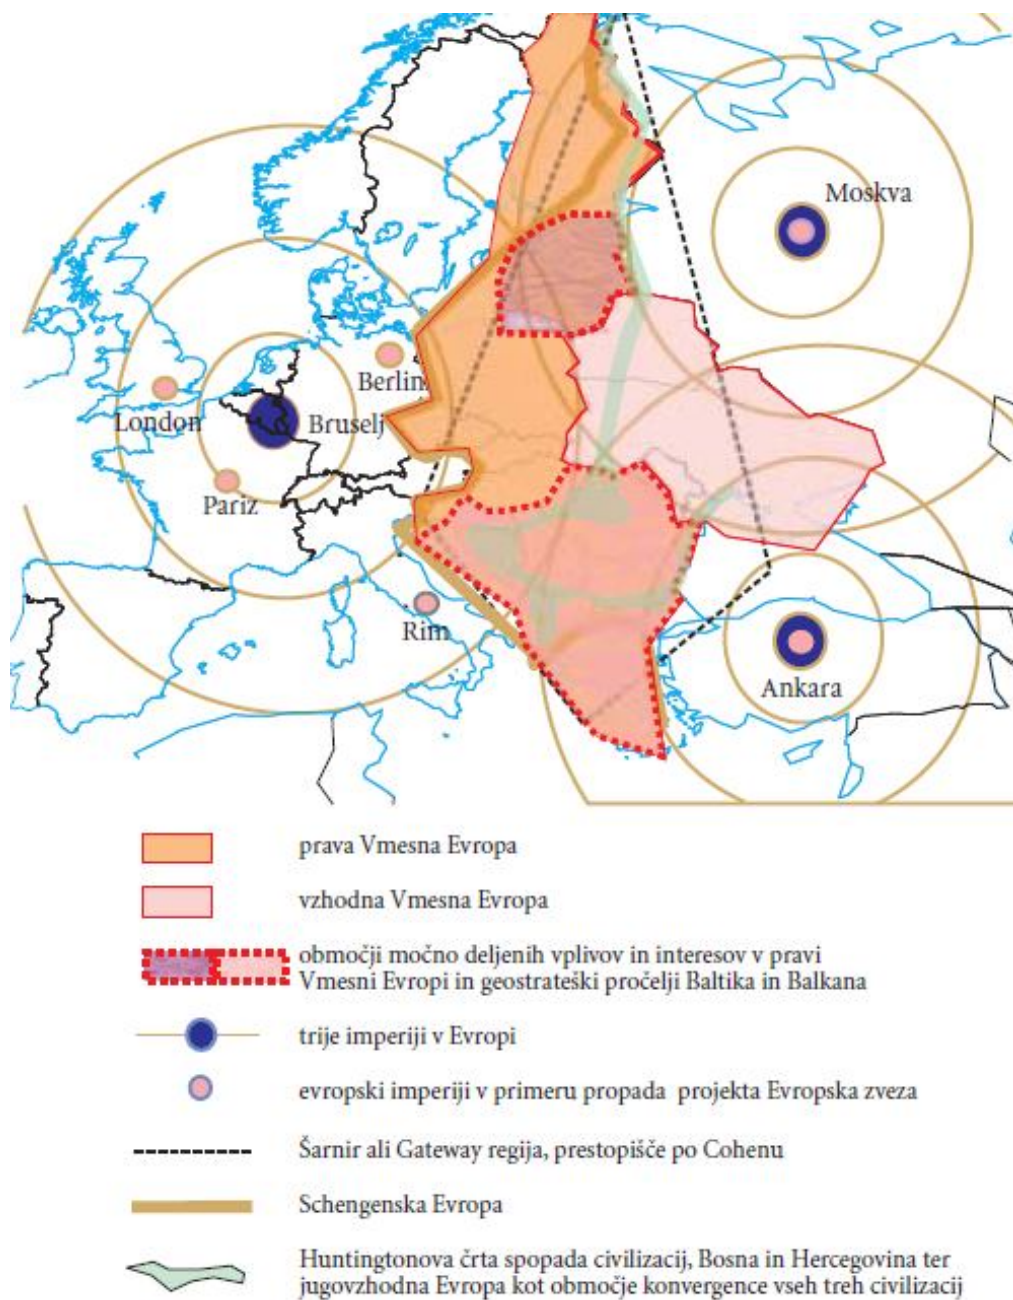 Moskva
Berlin
London
Bruselj
Pariz
Rim
Ankara
prava Vmesna Evropa
vzhodna Vmesna Evropa
območji močno deljenih vplivov in interesov v pravi
Vmesni Evropi in geostrateški pročelji Baltika in Balkana
trije imperiji v Evropi
evropski imperiji v primeru propada projekta Evropska zveza
Šarnir ali Gateway regija, prestopišče po Cohenu
Schengenska Evropa
Huntingtonova črta spopada civilizacij, Bosna in Hercegovina ter
jugovzhodna Evropa kot območje konvergence vseh treh civilizacij